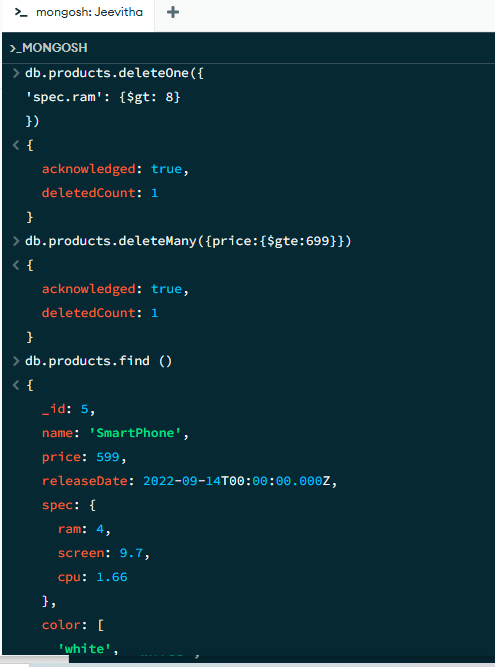 >_ mongosh: Jeevitha +
>_MONGOSH
> db.products.deleteOne({
'spec.ram': {$gt: 8}
})
< {
acknowledged: true,
deletedCount: 1
}
> db.products.deleteMany({price:{$gte:699}})
< {
acknowledged: true,
deletedCount: 1
}
> db.products.find ()
< {
_id: 5,
name: 'SmartPhone',
price: 599,
releaseDate: 2022-09-14T00:00:00.000Z,
spec: {
ram: 4,
screen: 9.7,
cpu: 1.66
},
color: [
'white',